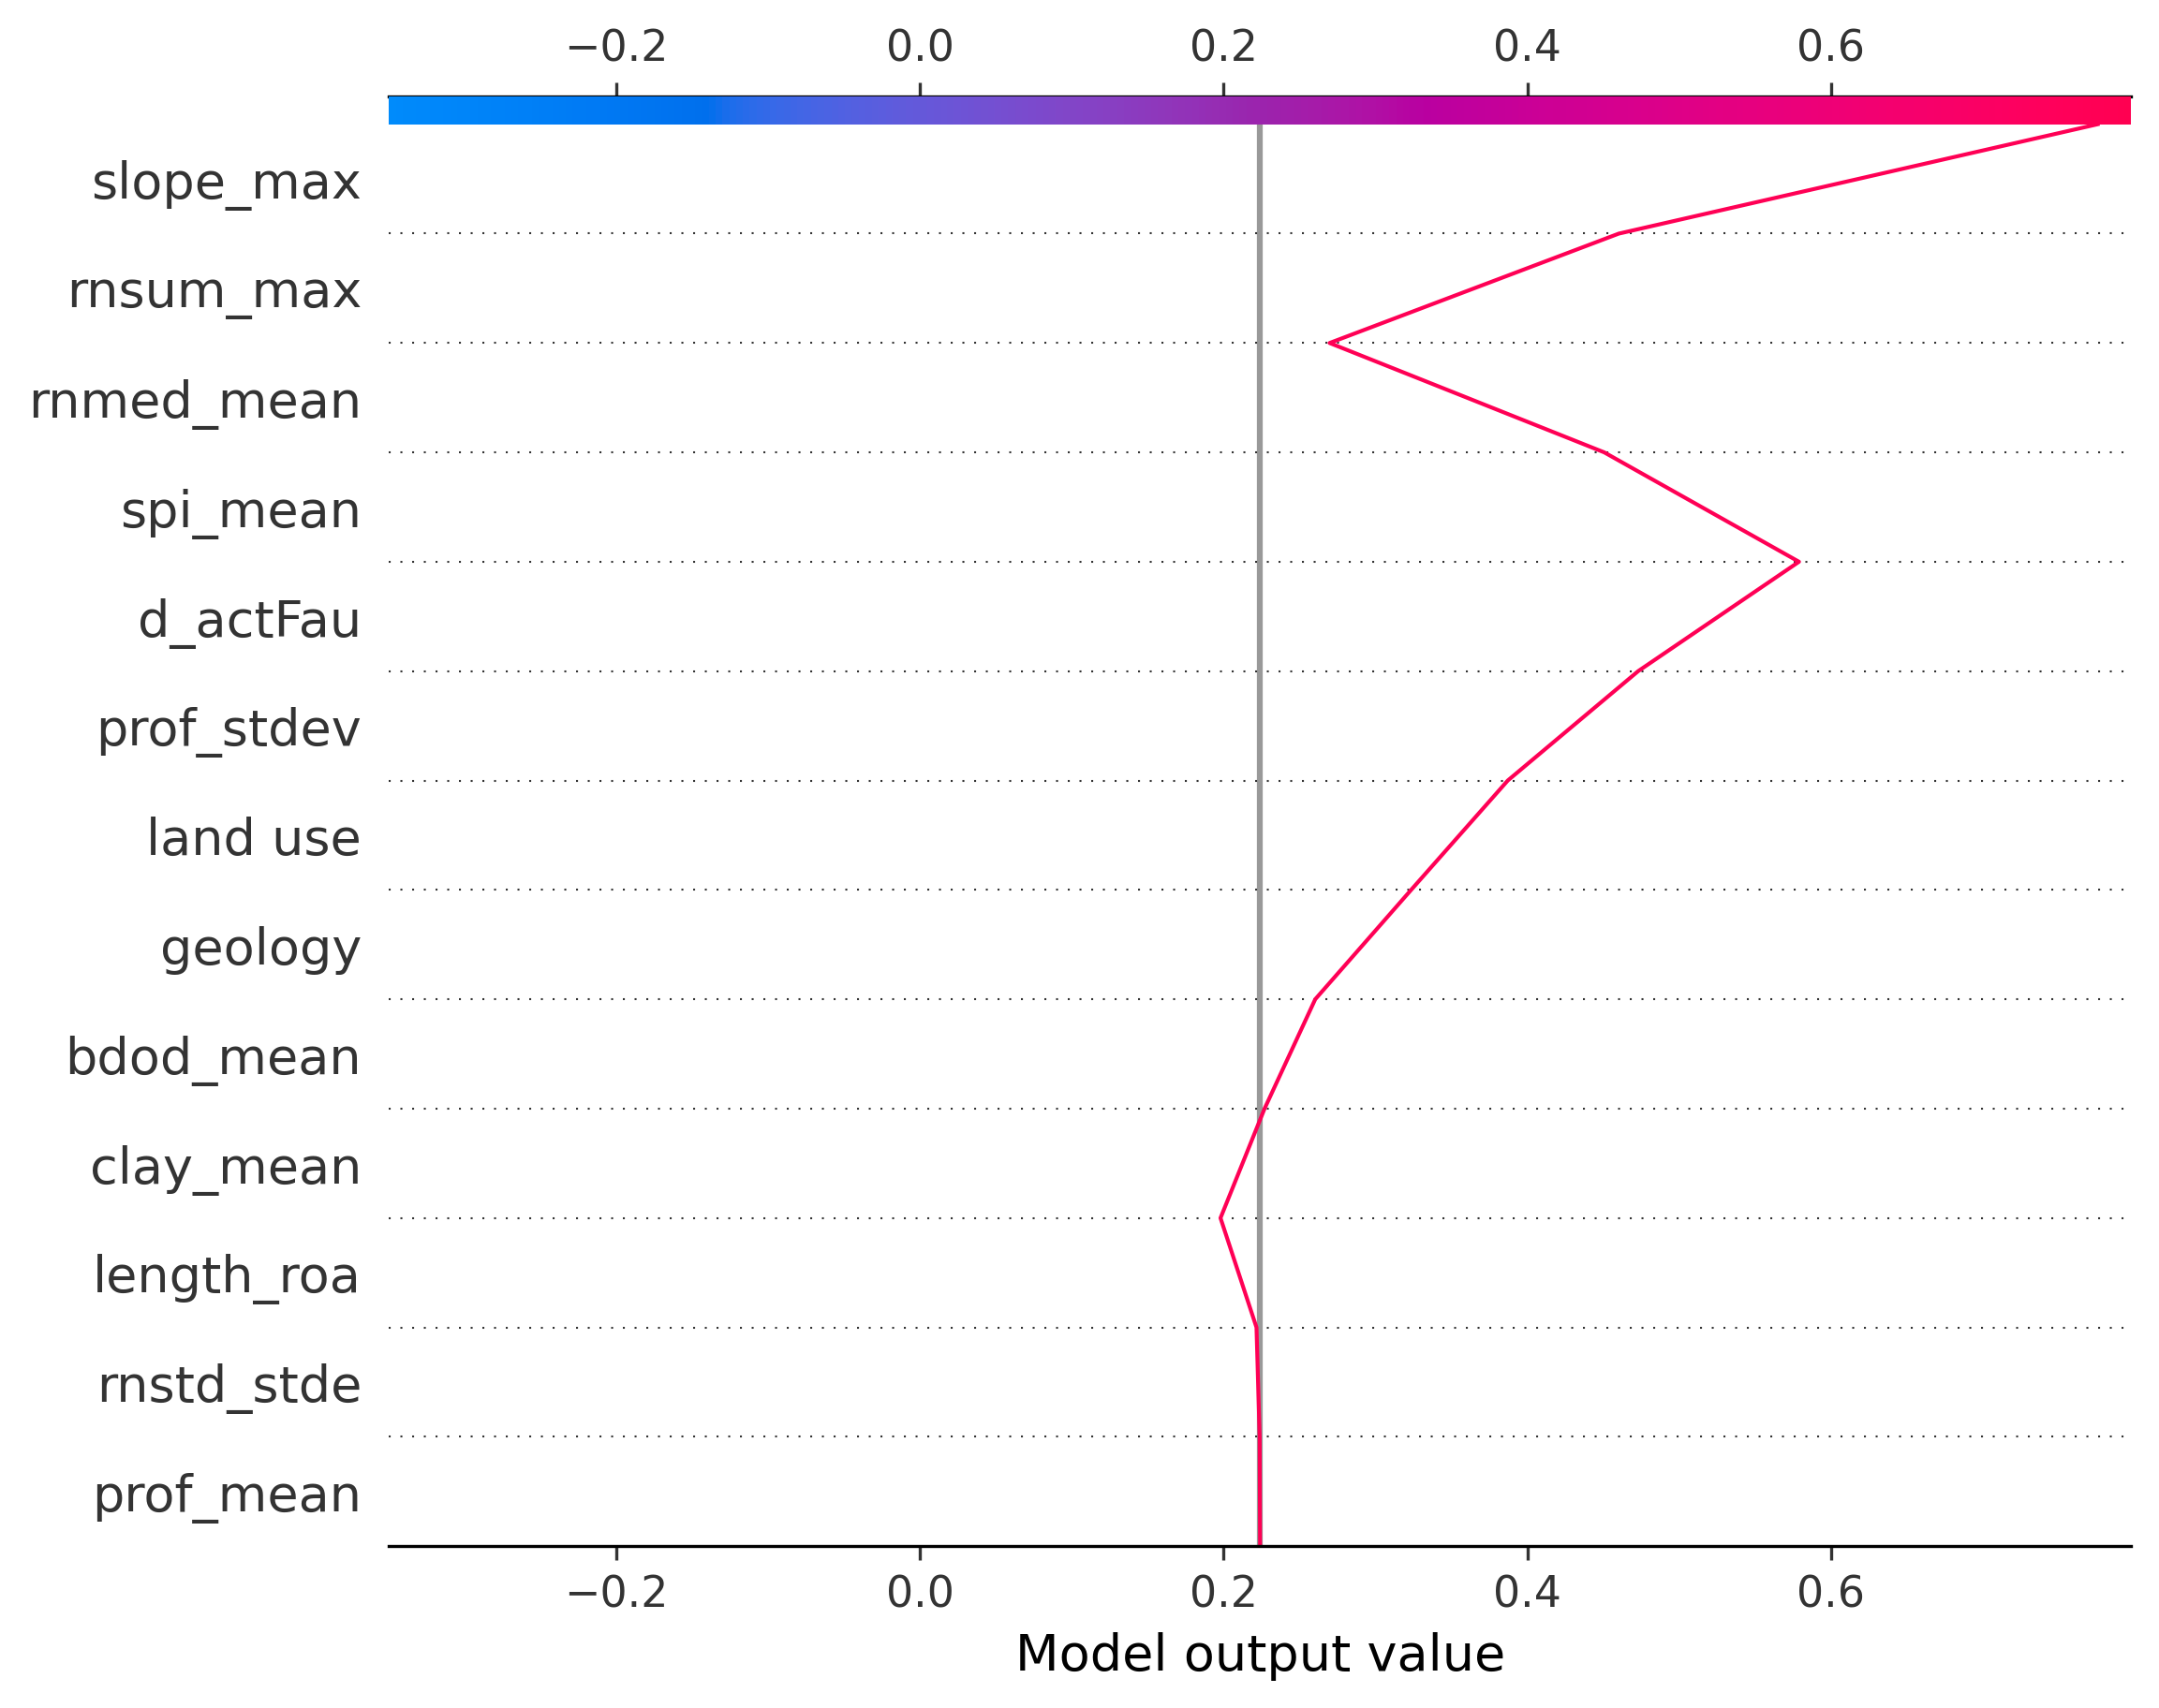 −0.2 0.0 0.2 0.4 0.6
slope_max
rnsum_max
rnmed_mean
spi_mean
d_actFau
prof_stdev
land use
geology
bdod_mean
clay_mean
length_roa
rnstd_stde
prof_mean
−0.2 0.0 0.2 0.4 0.6
Model output value